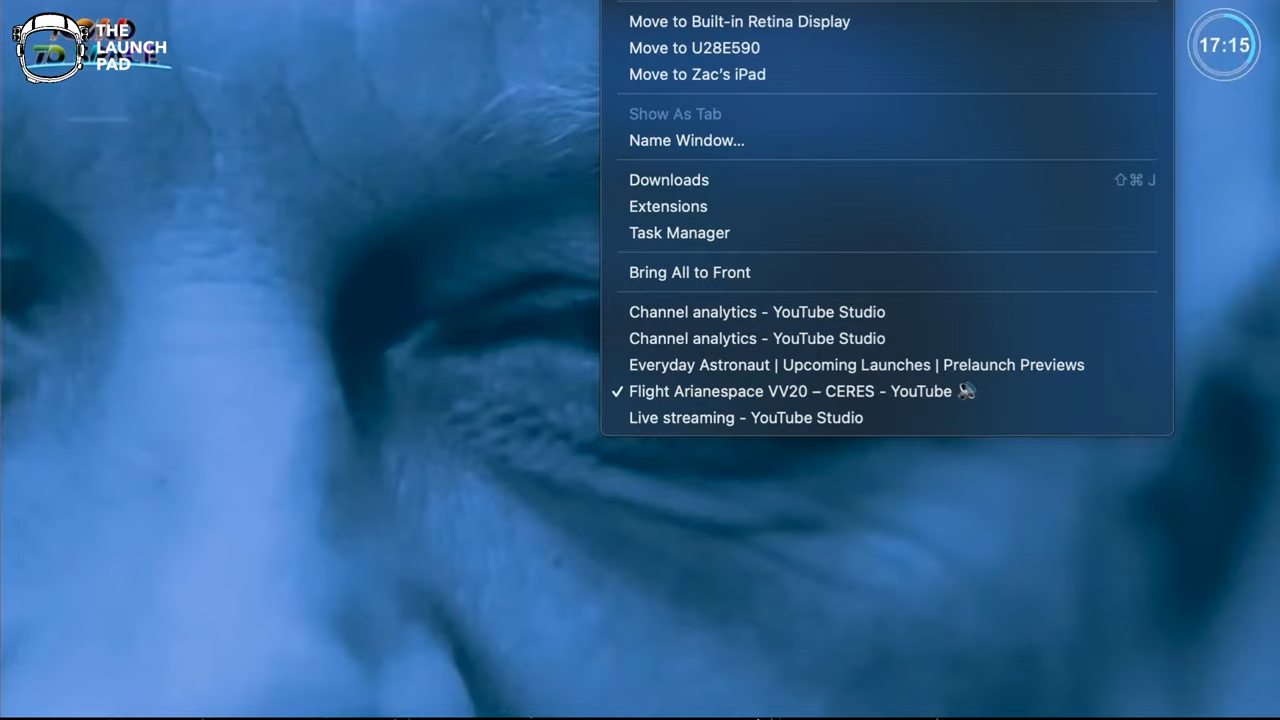 THE
LAUNCH
PAD
17:15
Move to Built-in Retina Display
Move to U28E590
Move to Zac's iPad
Show As Tab
Name Window...
Downloads ⇧⌘ J
Extensions
Task Manager
Bring All to Front
Channel analytics - YouTube Studio
Channel analytics - YouTube Studio
Everyday Astronaut | Upcoming Launches | Prelaunch Previews
✓ Flight Arianespace VV20 – CERES - YouTube 🔊
Live streaming - YouTube Studio